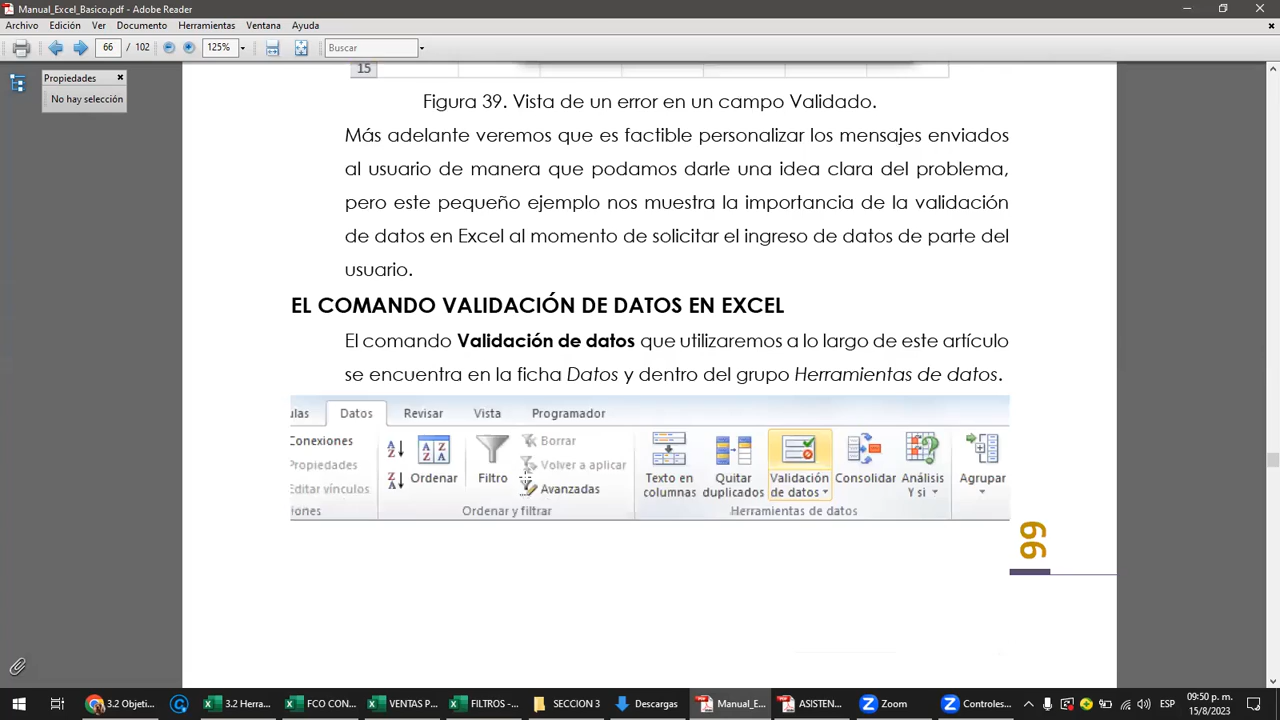 Manual_Excel_Basico.pdf - Adobe Reader
Archivo Edición Ver Documento Herramientas Ventana Ayuda
66 / 102 125% Buscar
Propiedades
No hay selección
15
Figura 39. Vista de un error en un campo Validado.
Más adelante veremos que es factible personalizar los mensajes enviados
al usuario de manera que podamos darle una idea clara del problema,
pero este pequeño ejemplo nos muestra la importancia de la validación
de datos en Excel al momento de solicitar el ingreso de datos de parte del
usuario.
EL COMANDO VALIDACIÓN DE DATOS EN EXCEL
El comando Validación de datos que utilizaremos a lo largo de este artículo
se encuentra en la ficha Datos y dentro del grupo Herramientas de datos.
ulas Datos Revisar Vista Programador
Conexiones
Propiedades
Editar vínculos
iones
Ordenar
Filtro
Borrar
Volver a aplicar
Avanzadas
Ordenar y filtrar
Texto en
columnas
Quitar
duplicados
Validación
de datos
Consolidar
Análisis
Y si
Herramientas de datos
Agrupar
66
3.2 Objeti... 3.2 Herra... FCO CON... VENTAS P... FILTROS -... SECCION 3 Descargas Manual_E... ASISTEN... Zoom Controles... ESP
09:50 p. m.
15/8/2023